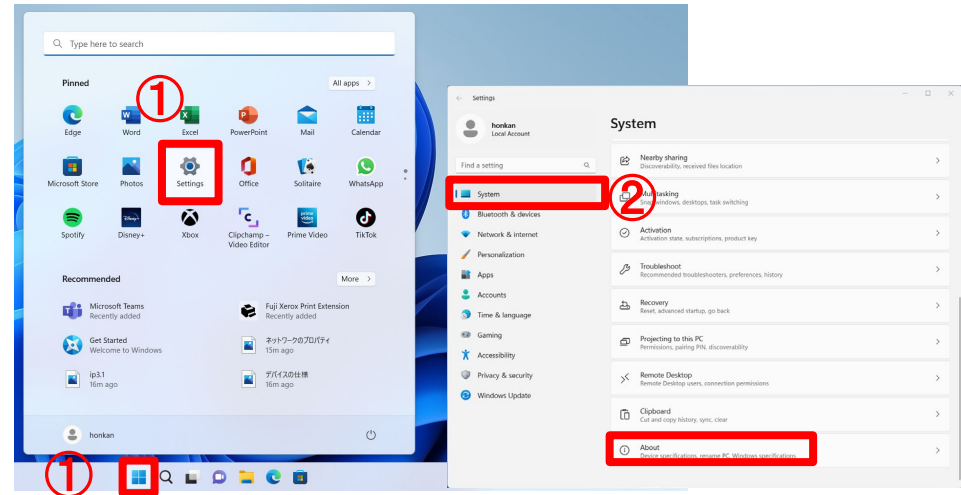 Type here to search
Pinned
All apps >
①
Edge
Word
Excel
PowerPoint
Mail
Calendar
Microsoft Store
Photos
Settings
Office
Solitaire
WhatsApp
Spotify
Disney+
Xbox
Clipchamp –
Video Editor
Prime Video
TikTok
Recommended
More >
Microsoft Teams
Recently added
Fuji Xerox Print Extension
Recently added
Get Started
Welcome to Windows
ネットワークのプロパティ
15m ago
ip3.1
16m ago
デバイスの仕様
16m ago
honkan
①
Settings
honkan
Local Account
Find a setting
System
Bluetooth & devices
Network & internet
Personalization
Apps
Accounts
Time & language
Gaming
Accessibility
Privacy & security
Windows Update
②
System
Nearby sharing
Discoverability, received files location
Multitasking
Snap windows, desktops, task switching
Activation
Activation state, subscriptions, product key
Troubleshoot
Recommended troubleshooters, preferences, history
Recovery
Reset, advanced startup, go back
Projecting to this PC
Permissions, pairing PIN, discoverability
Remote Desktop
Remote Desktop users, connection permissions
Clipboard
Cut and copy history, sync, clear
About
Device specifications, rename PC, Windows specifications